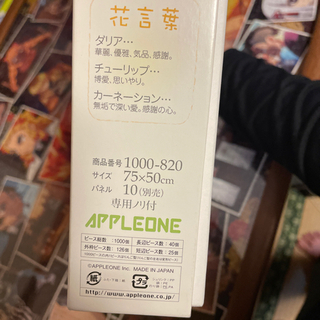 花言葉
ダリア…
華麗。優雅。気品。感謝。
チューリップ…
博愛。思いやり。
カーネーション…
無垢で深い愛。感謝の心。
商品番号 1000-820
サイズ 75×50cm
パネル 10(別売)
専用ノリ付
APPLEONE
ピース総数:1000個 長辺ピース数:40個
外枠ピース数:126個 短辺ピース数:25個
©APPLEONE Inc. MADE IN JAPAN
紙
http://www.appleone.co.jp/